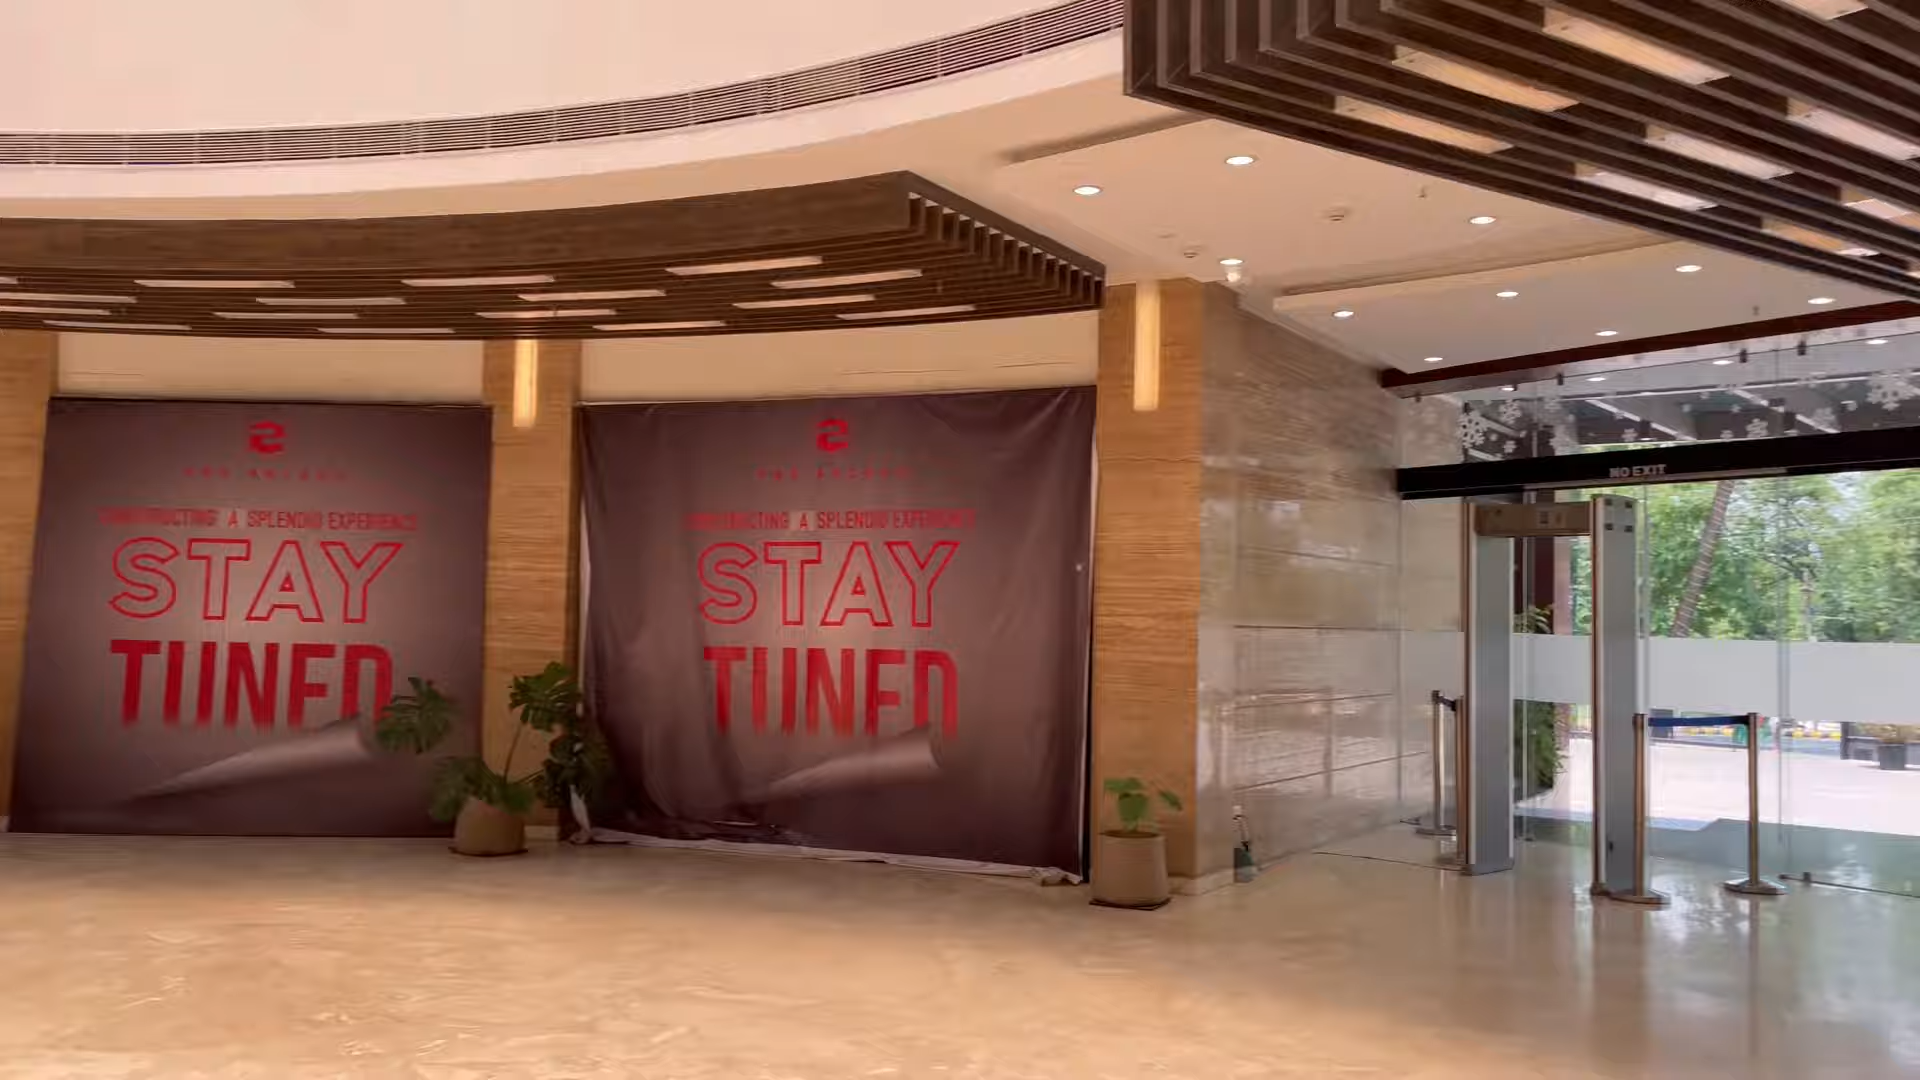 CONSTRUCTING A SPLENDID EXPERIENCE
STAY
TUNED
CONSTRUCTING A SPLENDID EXPERIENCE
STAY
TUNED
NO EXIT